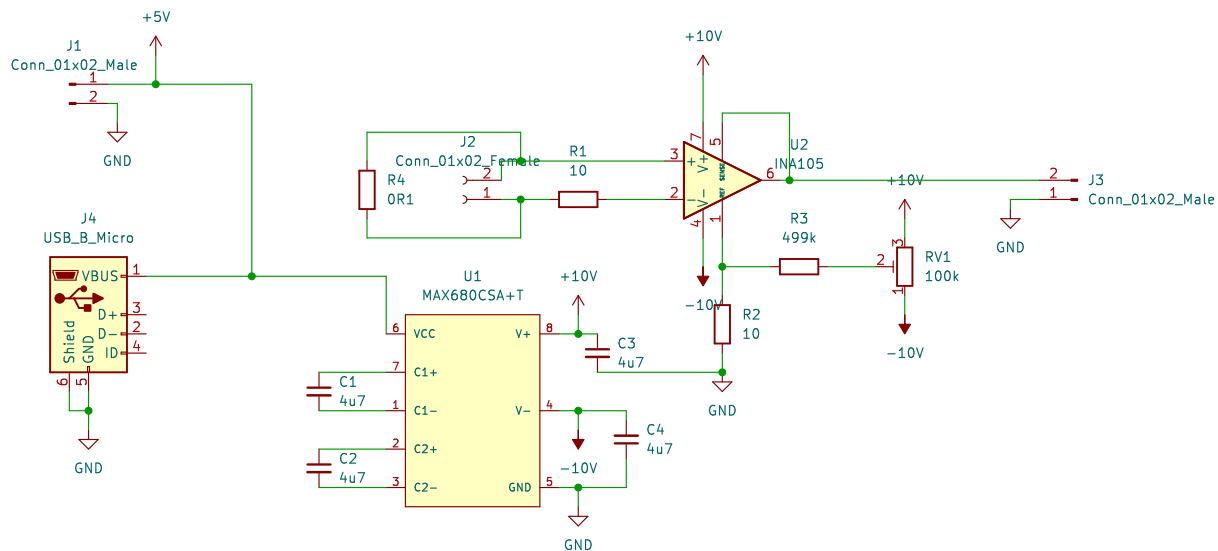 +5V
J1
Conn_01x02_Male
1
2
GND
J4
USB_B_Micro
VBUS
1
D+
3
D-
2
ID
4
Shield
GND
6
5
GND
J2
Conn_01x02_Female
2
1
R4
0R1
R1
10
+10V
7
5
U2
INA105
3
+
V+
SENSE
6
2
-
V-
REF
4
1
-10V
R3
499k
+10V
3
2
RV1
100k
1
-10V
R2
10
GND
2
J3
1
Conn_01x02_Male
GND
U1
MAX680CSA+T
+10V
6
VCC
V+
8
C3
4u7
7
C1+
C1
4u7
1
C1-
V-
4
-10V
C4
4u7
2
C2+
C2
4u7
3
C2-
GND
5
GND